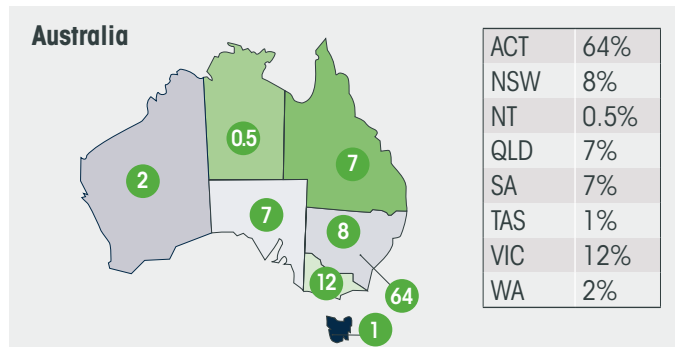 Australia
0.5
2
7
7
8
12
64
1
ACT 64%
NSW 8%
NT 0.5%
QLD 7%
SA 7%
TAS 1%
VIC 12%
WA 2%